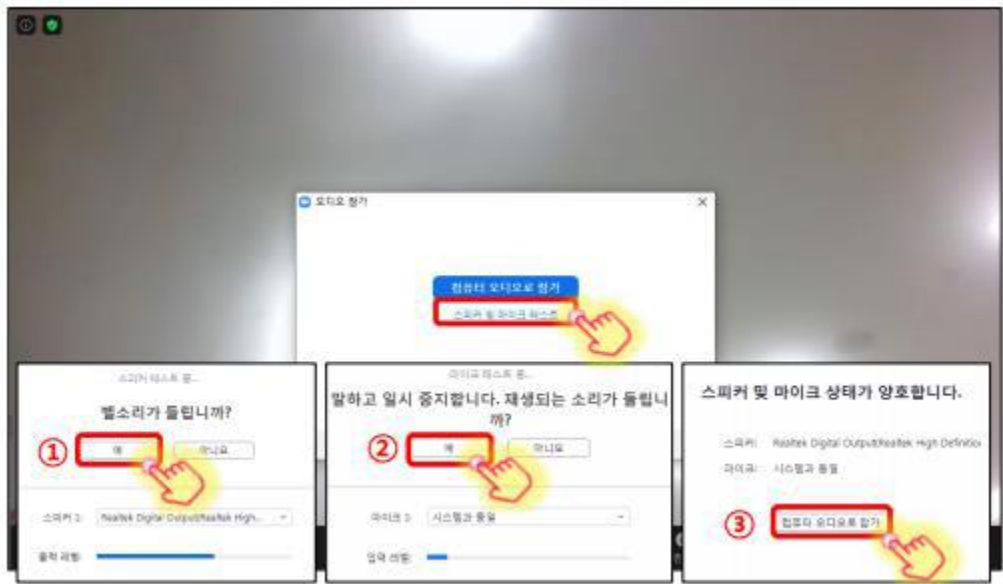 오디오 참가
컴퓨터 오디오로 참가
스피커 및 마이크 테스트
스피커 테스트 중...
벨소리가 들립니까?
① 예 아니요
스피커 1: Realtek Digital Output(Realtek High...
출력 레벨:
마이크 테스트 중...
말하고 일시 중지합니다. 재생되는 소리가 들립니
까?
② 예 아니요
마이크 1: 시스템과 동일
입력 레벨:
스피커 및 마이크 상태가 양호합니다.
스피커: Realtek Digital Output(Realtek High Definitio
마이크: 시스템과 동일
③ 컴퓨터 오디오로 참가